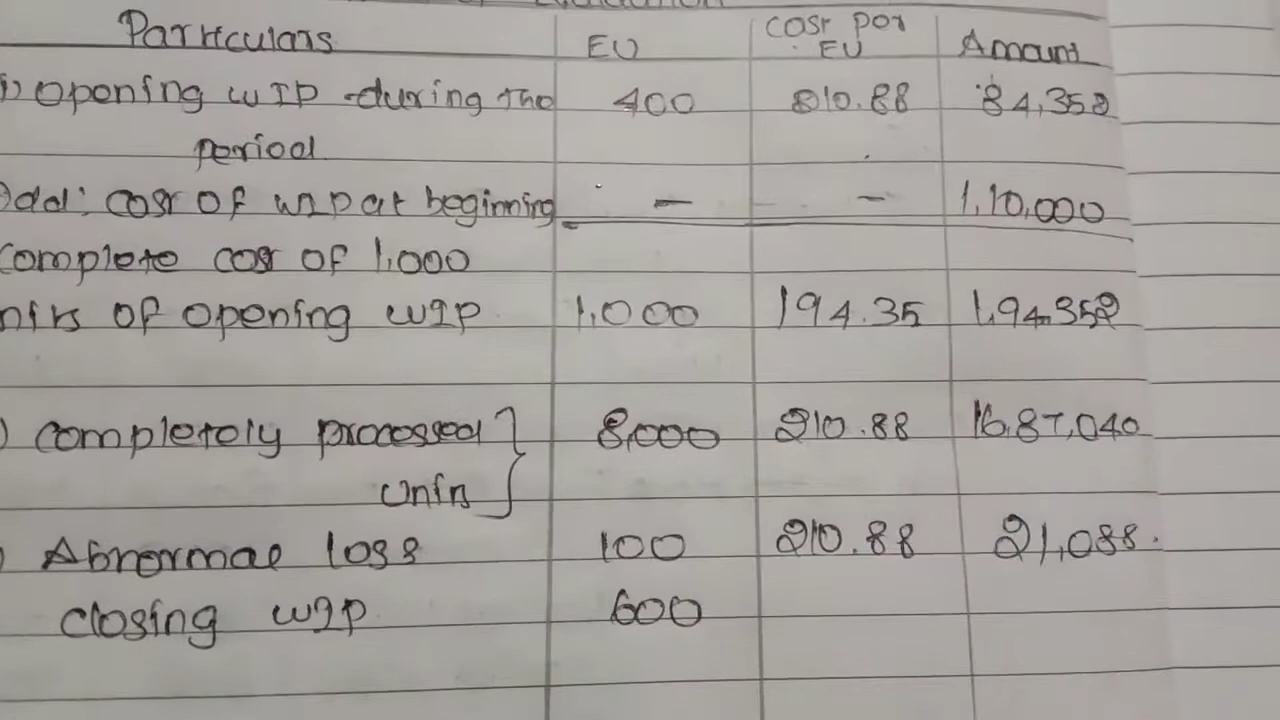 Particulars EU cost per EU Amount
1) opening WIP during the 400 210.88 84,352
period
Add: cost of WIP at beginning — — 1,10,000
complete cost of 1,000
units of opening WIP 1,000 194.35 1,94,352
) completely processed 8,000 210.88 16,87,040
units
) Abnormal loss 100 210.88 21,088.
closing WIP 600